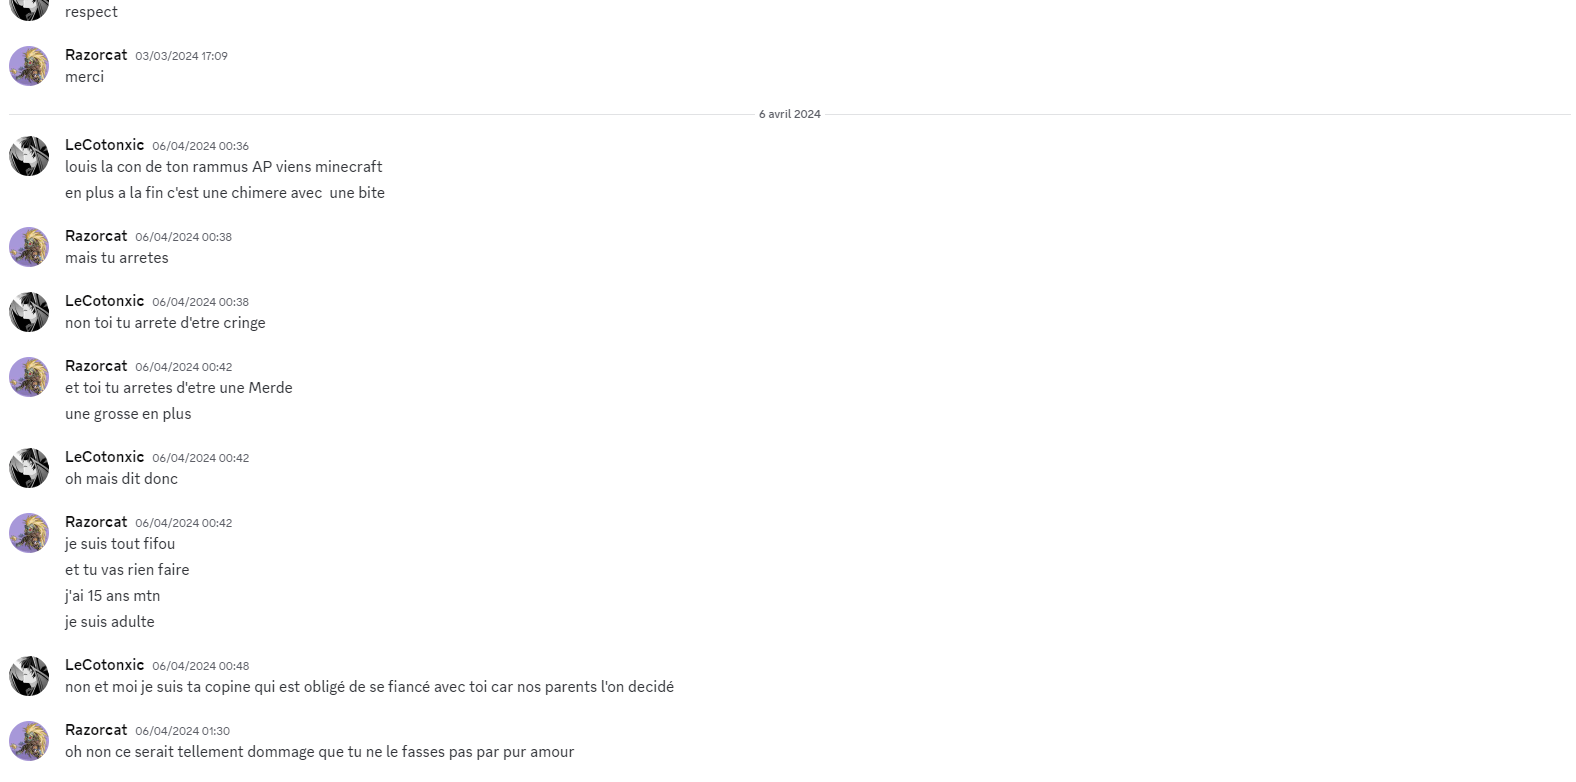 respect
Razorcat 03/03/2024 17:09
merci
6 avril 2024
LeCotonxic 06/04/2024 00:36
louis la con de ton rammus AP viens minecraft
en plus a la fin c'est une chimere avec  une bite
Razorcat 06/04/2024 00:38
mais tu arretes
LeCotonxic 06/04/2024 00:38
non toi tu arrete d'etre cringe
Razorcat 06/04/2024 00:42
et toi tu arretes d'etre une Merde
une grosse en plus
LeCotonxic 06/04/2024 00:42
oh mais dit donc
Razorcat 06/04/2024 00:42
je suis tout fifou
et tu vas rien faire
j'ai 15 ans mtn
je suis adulte
LeCotonxic 06/04/2024 00:48
non et moi je suis ta copine qui est obligé de se fiancé avec toi car nos parents l'on decidé
Razorcat 06/04/2024 01:30
oh non ce serait tellement dommage que tu ne le fasses pas par pur amour